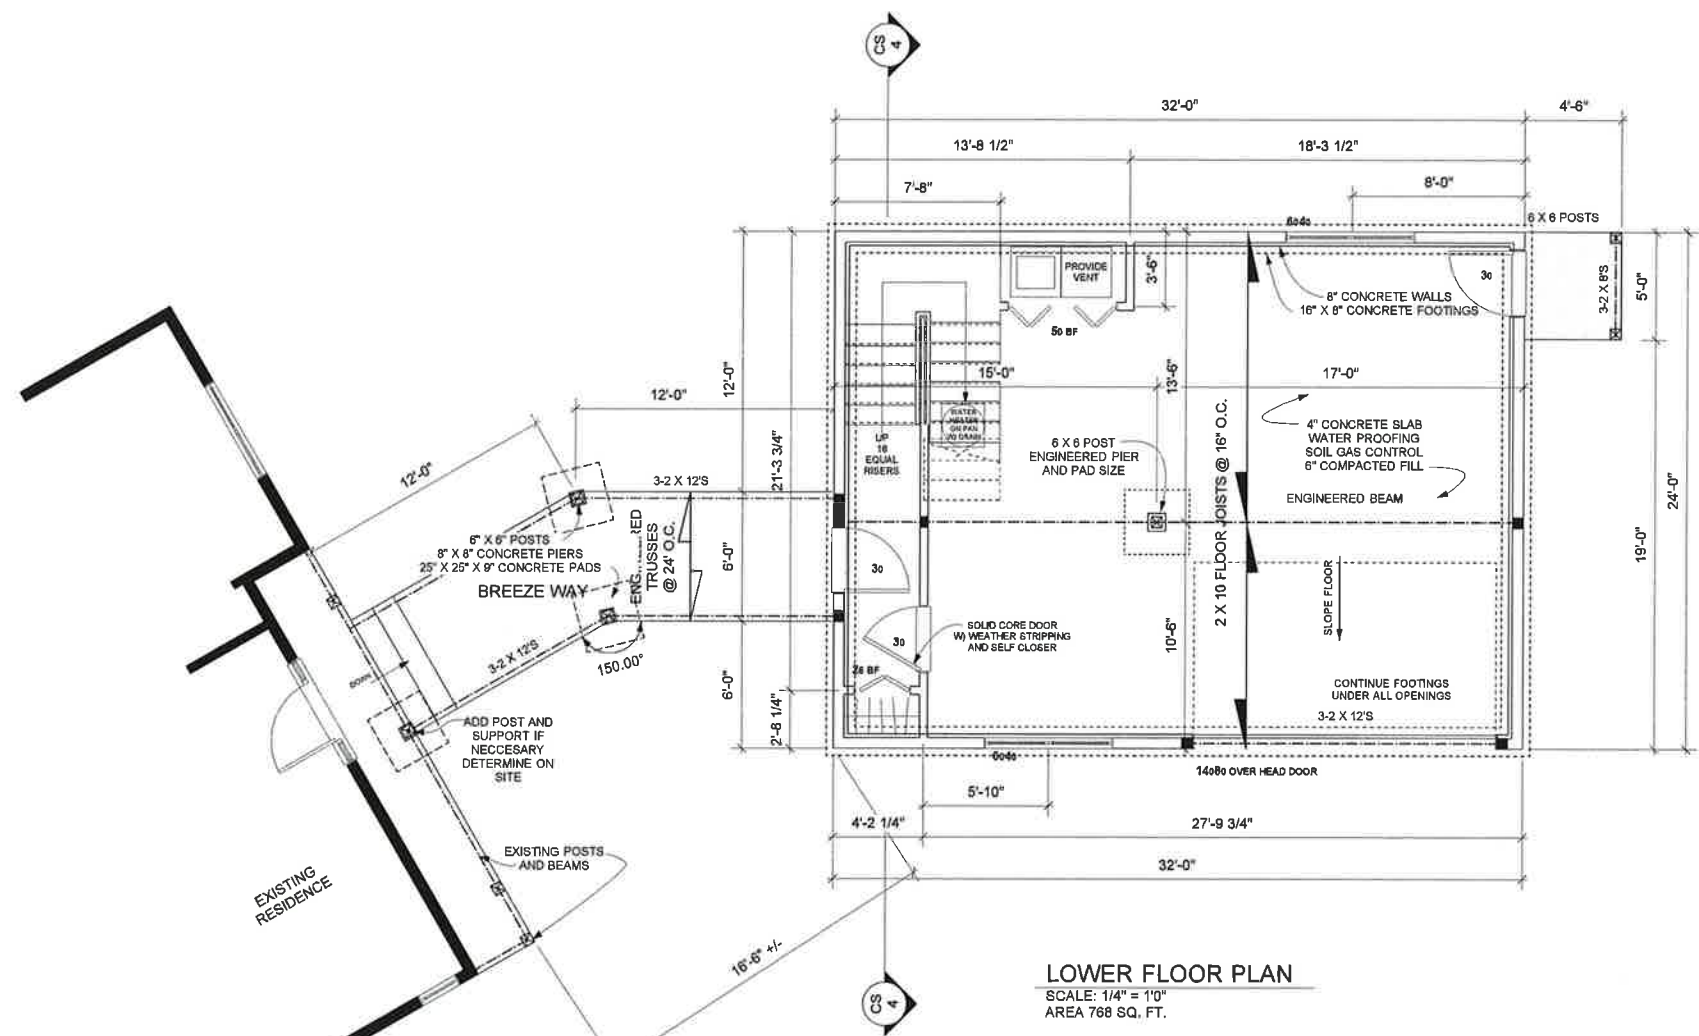 CS
4
32'-0"
4'-6"
13'-8 1/2"
18'-3 1/2"
7'-8"
8'-0"
6040
6 X 6 POSTS
PROVIDE
VENT
3'-6"
30
3-2 X 8'S
5'-0"
8" CONCRETE WALLS
16" X 8" CONCRETE FOOTINGS
50 BF
12'-0"
12'-0"
15'-0"
13'-6"
17'-0"
WATER
HEATER
ON PAN
W/ DRAIN
4" CONCRETE SLAB
WATER PROOFING
SOIL GAS CONTROL
6" COMPACTED FILL
UP
16
EQUAL
RISERS
6 X 6 POST
ENGINEERED PIER
AND PAD SIZE
2 X 10 FLOOR JOISTS @ 16" O.C.
21'-3 3/4"
12'-0"
3-2 X 12'S
ENGINEERED BEAM
24'-0"
6" X 6" POSTS
8" X 8" CONCRETE PIERS
25" X 25" X 9" CONCRETE PADS
BREEZE WAY
TRUSSES
@ 24' O.C.
6'-0"
30
19'-0"
SLOPE FLOOR
SOLID CORE DOOR
W/ WEATHER STRIPPING
AND SELF CLOSER
30
10'-6"
3-2 X 12'S
150.00°
26 BF
DOWN
6'-0"
2'-8 1/4"
CONTINUE FOOTINGS
UNDER ALL OPENINGS
3-2 X 12'S
ADD POST AND
SUPPORT IF
NECCESARY
DETERMINE ON
SITE
6040
14080 OVER HEAD DOOR
5'-10"
4'-2 1/4"
27'-9 3/4"
EXISTING POSTS
AND BEAMS
32'-0"
EXISTING
RESIDENCE
16'-6" +/-
CS
4
LOWER FLOOR PLAN
SCALE: 1/4" = 1'0"
AREA 768 SQ. FT.